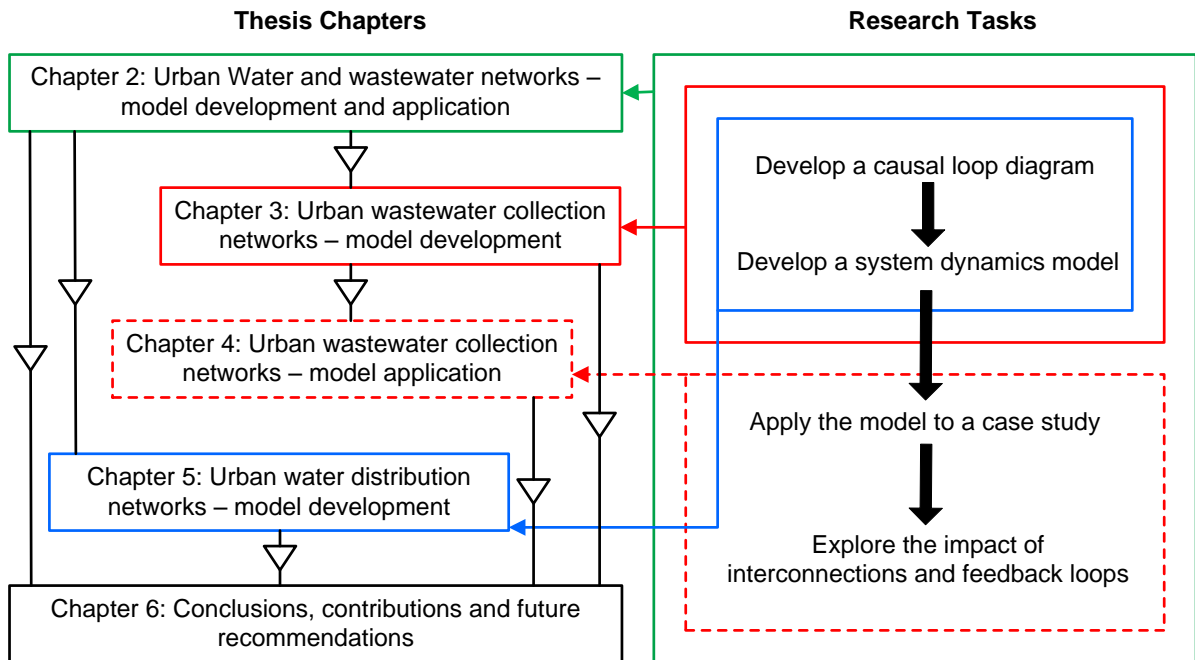 Thesis Chapters
Chapter 2: Urban Water and wastewater networks –
model development and application
Chapter 3: Urban wastewater collection
networks – model development
Chapter 4: Urban wastewater collection
networks – model application
Chapter 5: Urban water distribution
networks – model development
Chapter 6: Conclusions, contributions and future
recommendations
Research Tasks
Develop a causal loop diagram
Develop a system dynamics model
Apply the model to a case study
Explore the impact of
interconnections and feedback loops